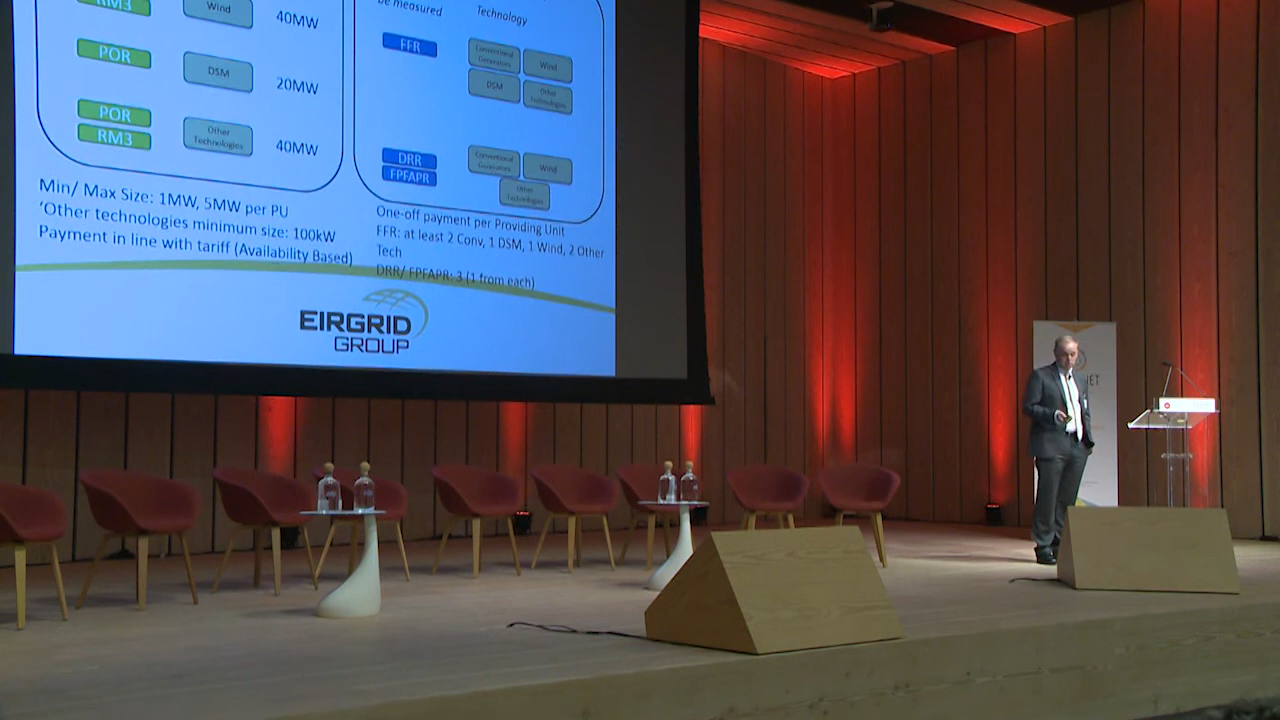 RM3
Wind
40MW
POR
DSM
20MW
POR
RM3
Other
Technologies
40MW
Min/ Max Size: 1MW, 5MW per PU
‘Other technologies minimum size: 100kW
Payment in line with tariff (Availability Based)
be measured
Technology
FFR
Conventional
Generators
Wind
DSM
Other
Technologies
DRR
FPFAPR
Conventional
Generators
Wind
Other
Technologies
One-off payment per Providing Unit
FFR: at least 2 Conv, 1 DSM, 1 Wind, 2 Other
Tech
DRR/ FPFAPR: 3 (1 from each)
EIRGRID
GROUP